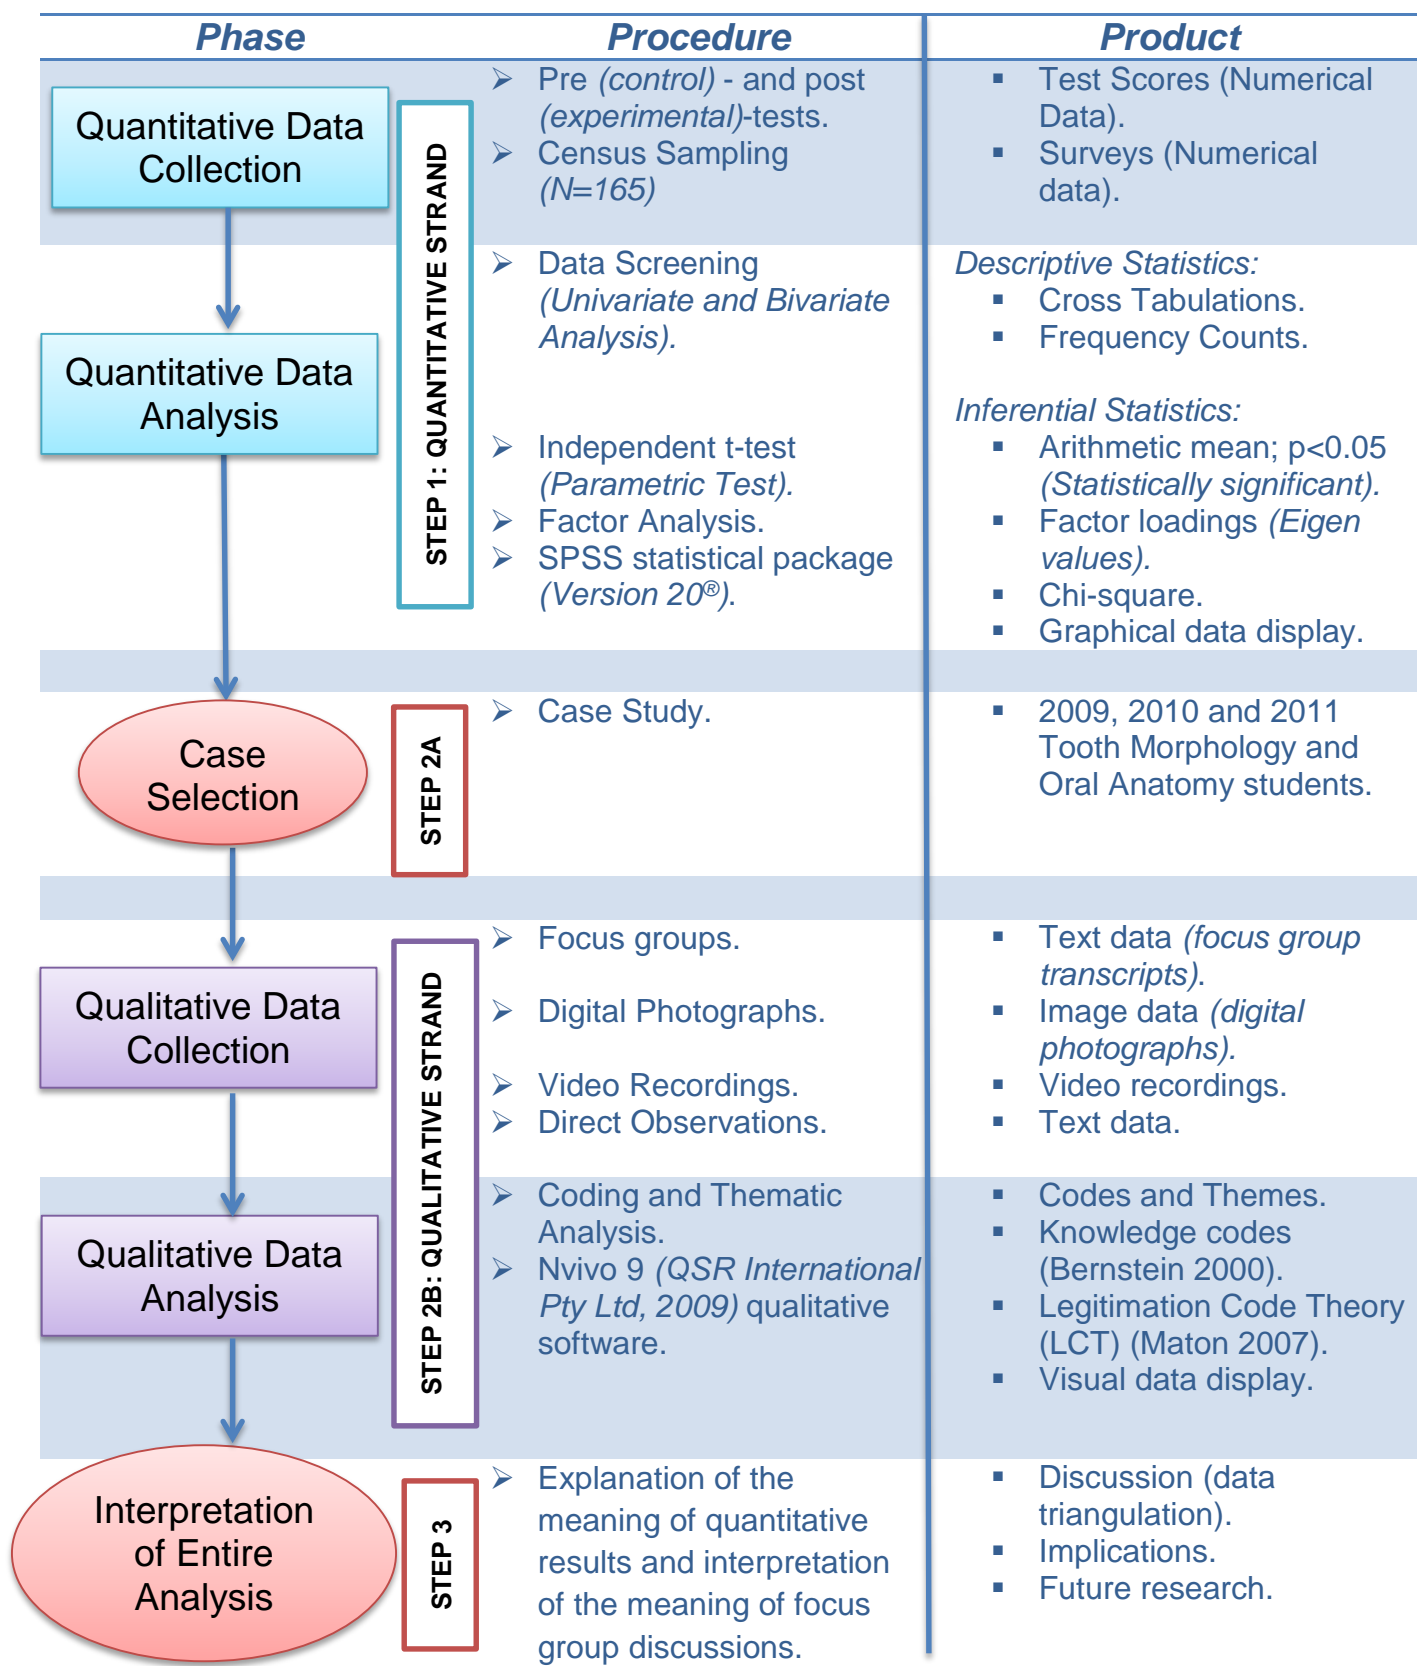 Phase
Procedure
Product
Quantitative Data
Collection
STEP 1: QUANTITATIVE STRAND
Pre (control) - and post
(experimental)-tests.
Census Sampling
(N=165)
Test Scores (Numerical
Data).
Surveys (Numerical
data).
Quantitative Data
Analysis
Data Screening
(Univariate and Bivariate
Analysis).
Independent t-test
(Parametric Test).
Factor Analysis.
SPSS statistical package
(Version 20®).
Descriptive Statistics:
Cross Tabulations.
Frequency Counts.
Inferential Statistics:
Arithmetic mean; p<0.05
(Statistically significant).
Factor loadings (Eigen
values).
Chi-square.
Graphical data display.
Case
Selection
STEP 2A
Case Study.
2009, 2010 and 2011
Tooth Morphology and
Oral Anatomy students.
Qualitative Data
Collection
STEP 2B: QUALITATIVE STRAND
Focus groups.
Digital Photographs.
Video Recordings.
Direct Observations.
Text data (focus group
transcripts).
Image data (digital
photographs).
Video recordings.
Text data.
Qualitative Data
Analysis
Coding and Thematic
Analysis.
Nvivo 9 (QSR International
Pty Ltd, 2009) qualitative
software.
Codes and Themes.
Knowledge codes
(Bernstein 2000).
Legitimation Code Theory
(LCT) (Maton 2007).
Visual data display.
Interpretation
of Entire
Analysis
STEP 3
Explanation of the
meaning of quantitative
results and interpretation
of the meaning of focus
group discussions.
Discussion (data
triangulation).
Implications.
Future research.